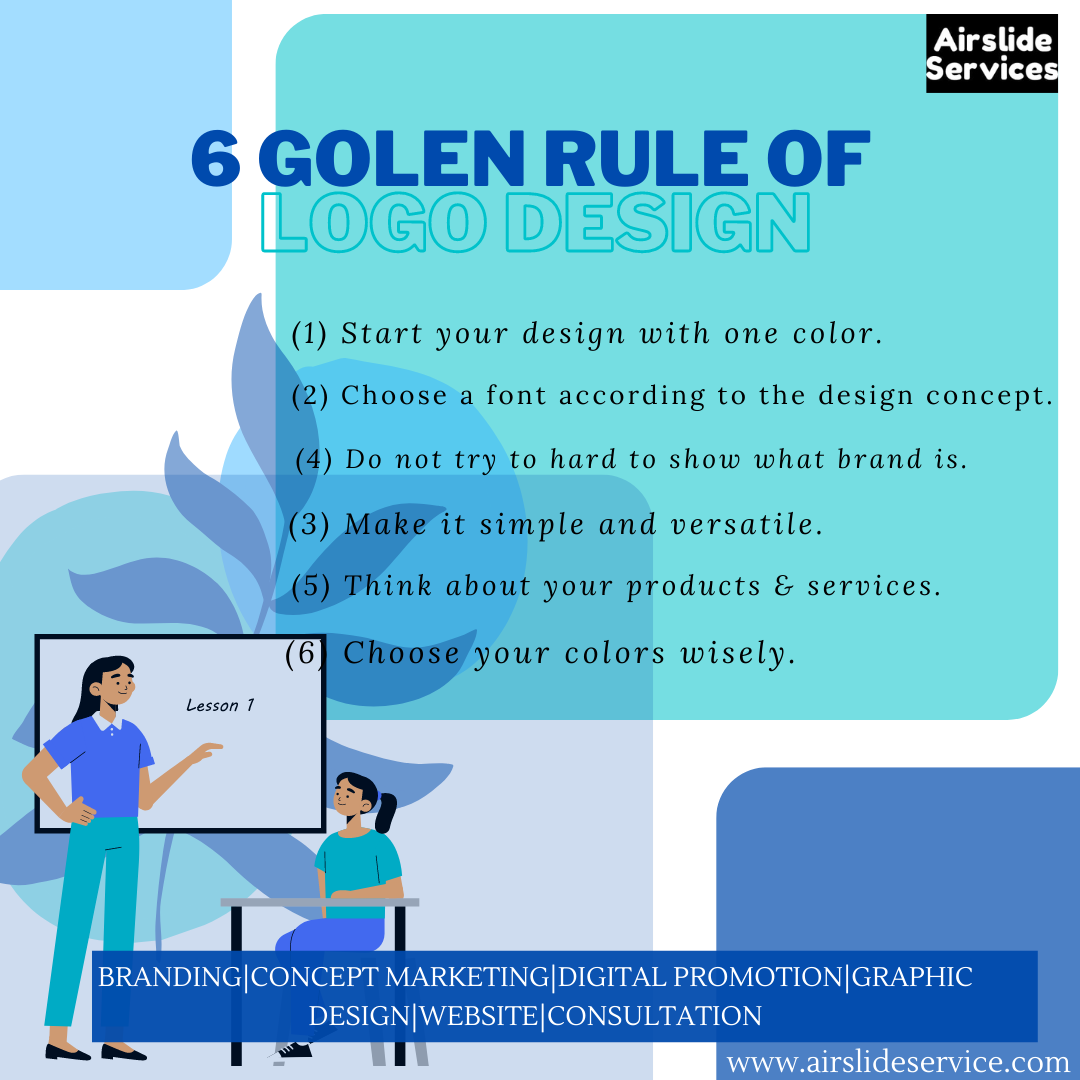 Airslide
Services
6 GOLEN RULE OF
LOGO DESIGN
(1) Start your design with one color.
(2) Choose a font according to the design concept.
(4) Do not try to hard to show what brand is.
(3) Make it simple and versatile.
(5) Think about your products & services.
(6) Choose your colors wisely.
Lesson 1
BRANDING|CONCEPT MARKETING|DIGITAL PROMOTION|GRAPHIC
DESIGN|WEBSITE|CONSULTATION
www.airslideservice.com